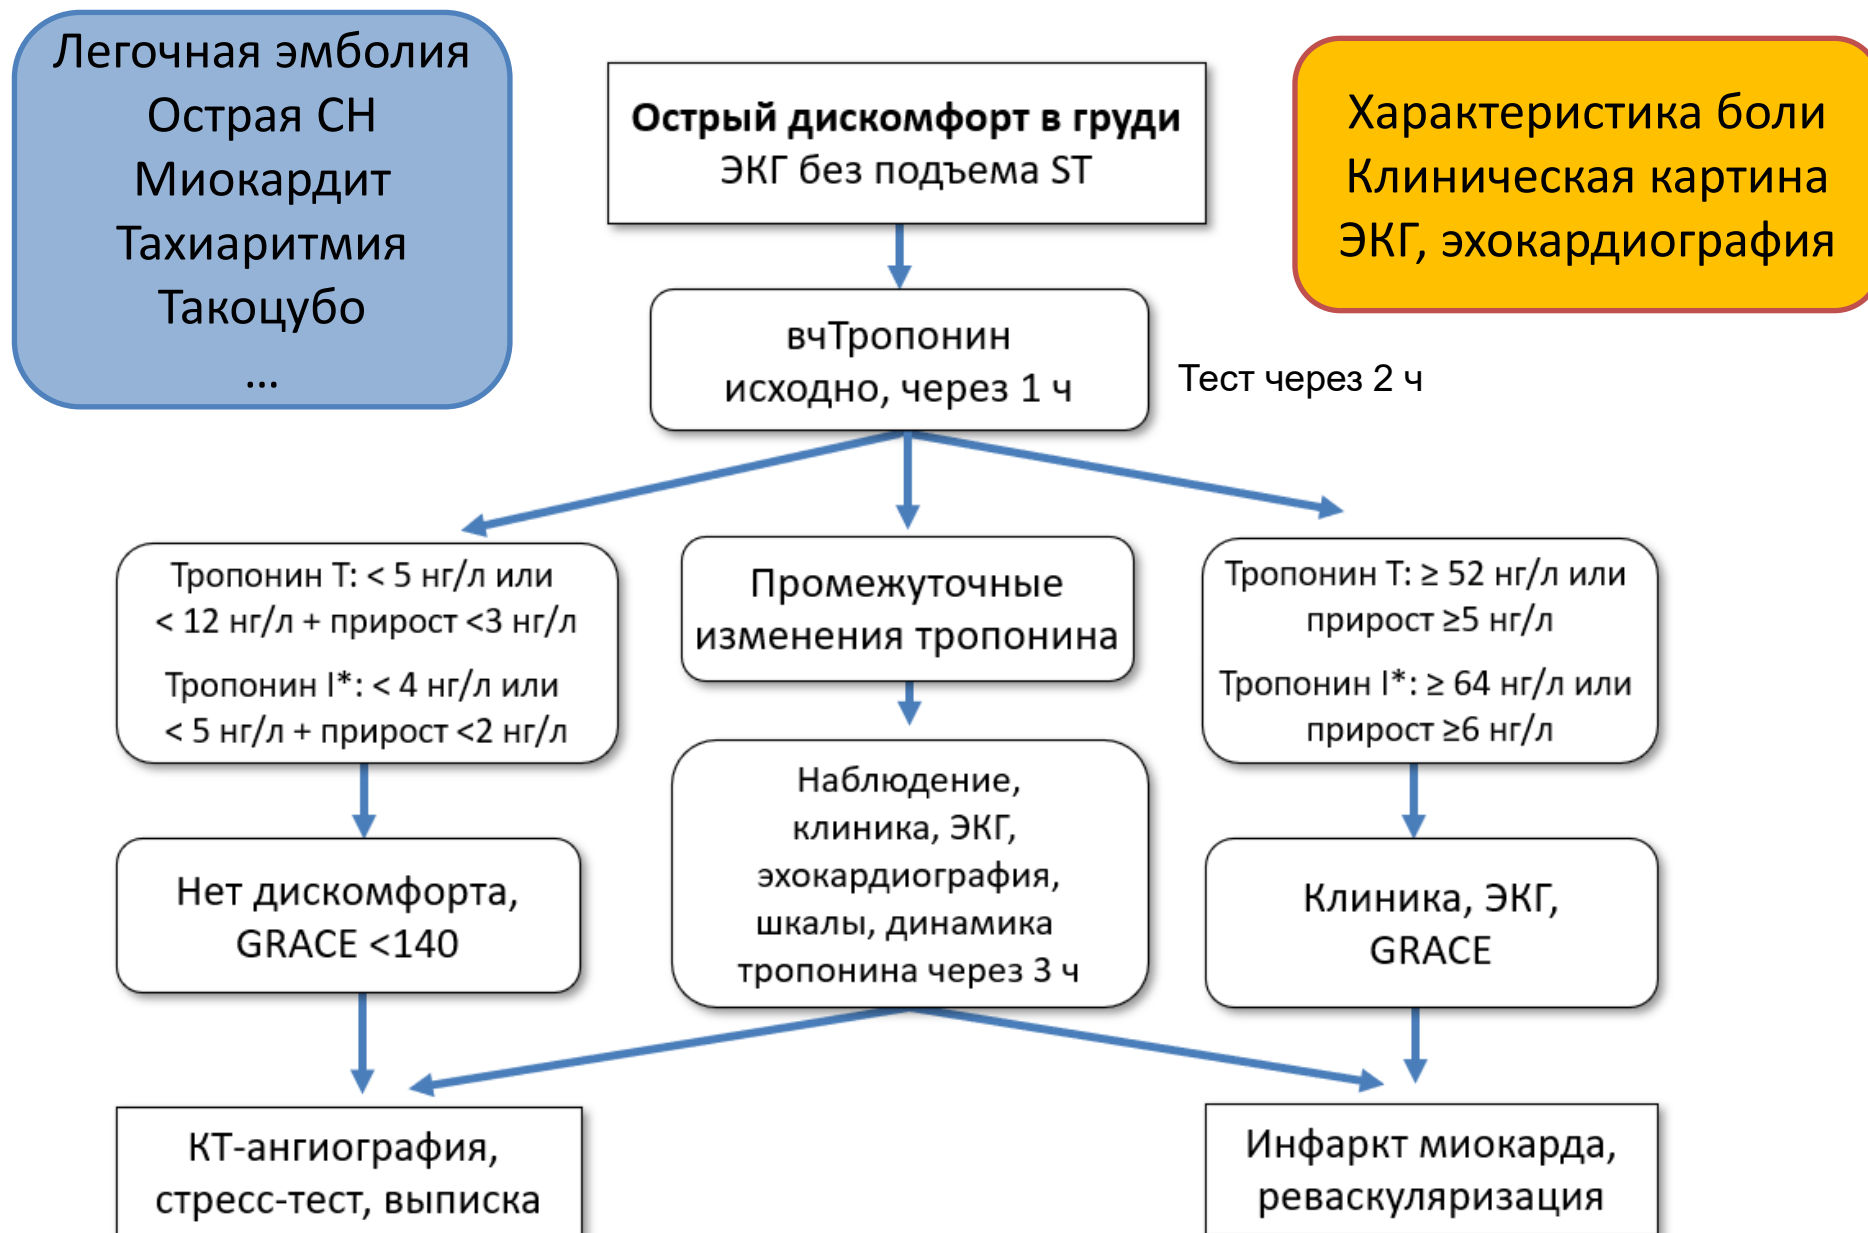 Легочная эмболия
Острая СН
Миокардит
Тахиаритмия
Такоцубо
...
Острый дискомфорт в груди
ЭКГ без подъема ST
Характеристика боли
Клиническая картина
ЭКГ, эхокардиография
вчТропонин
исходно, через 1 ч
Тест через 2 ч
Тропонин Т: < 5 нг/л или
< 12 нг/л + прирост <3 нг/л
Тропонин I*: < 4 нг/л или
< 5 нг/л + прирост <2 нг/л
Промежуточные
изменения тропонина
Тропонин Т: ≥ 52 нг/л или
прирост ≥5 нг/л
Тропонин I*: ≥ 64 нг/л или
прирост ≥6 нг/л
Нет дискомфорта,
GRACE <140
Наблюдение,
клиника, ЭКГ,
эхокардиография,
шкалы, динамика
тропонина через 3 ч
Клиника, ЭКГ,
GRACE
КТ-ангиография,
стресс-тест, выписка
Инфаркт миокарда,
реваскуляризация